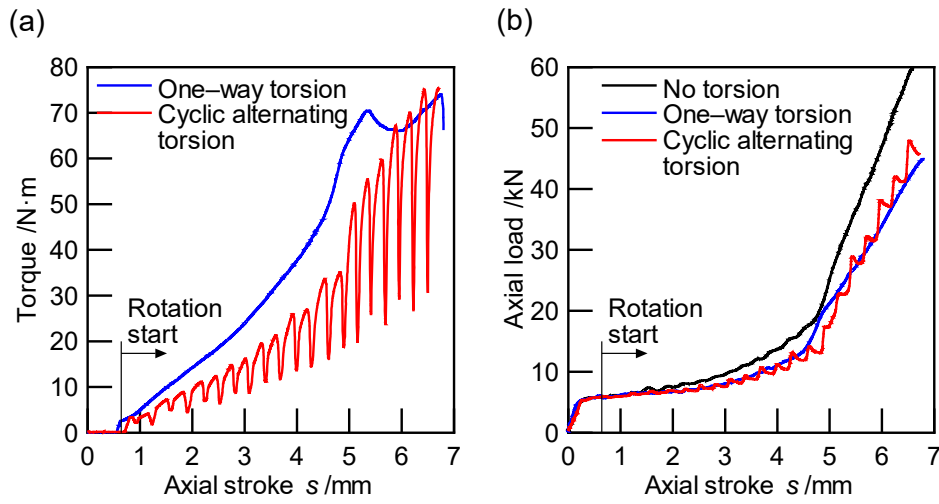 (a)
80
70
60
50
40
30
20
10
0
Torque /N·m
One–way torsion
Cyclic alternating
torsion
Rotation
start
0 1 2 3 4 5 6 7
Axial stroke s /mm
(b)
60
50
40
30
20
10
0
Axial load /kN
No torsion
One–way torsion
Cyclic alternating
torsion
Rotation
start
0 1 2 3 4 5 6 7
Axial stroke s /mm